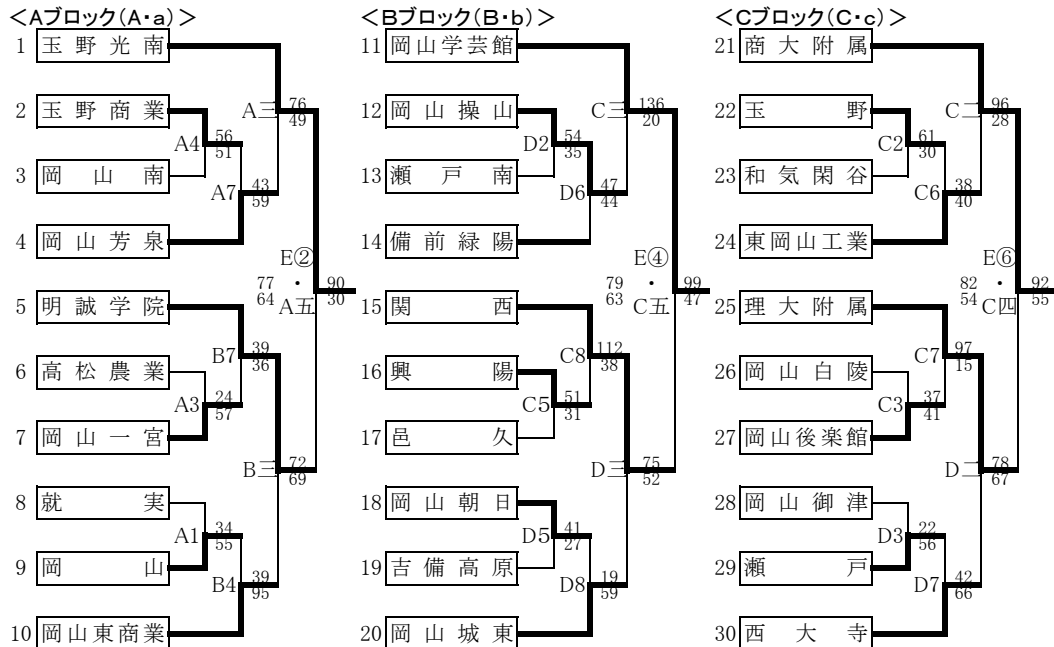 <Aブロック(A・a)>
1 玉野光南
A三 76 49
2 玉野商業
A4 56 51
3 岡山南
A7 43 59
4 岡山芳泉
E②・A五
77 64
90 30
5 明誠学院
B7 39 36
6 高松農業
A3 24 57
7 岡山一宮
B三 72 69
8 就実
A1 34 55
9 岡山
B4 39 95
10 岡山東商業
<Bブロック(B・b)>
11 岡山学芸館
C三 136 20
12 岡山操山
D2 54 35
13 瀬戸南
D6 47 44
14 備前緑陽
E④・C五
79 63
99 47
15 関西
C8 112 38
16 興陽
C5 51 31
17 邑久
D三 75 52
18 岡山朝日
D5 41 27
19 吉備高原
D8 19 59
20 岡山城東
<Cブロック(C・c)>
21 商大附属
C二 96 28
22 玉野
C2 61 30
23 和気閑谷
C6 38 40
24 東岡山工業
E⑥・C四
82 54
92 55
25 理大附属
C7 97 15
26 岡山白陵
C3 37 41
27 岡山後楽館
D二 78 67
28 岡山御津
D3 22 56
29 瀬戸
D7 42 66
30 西大寺